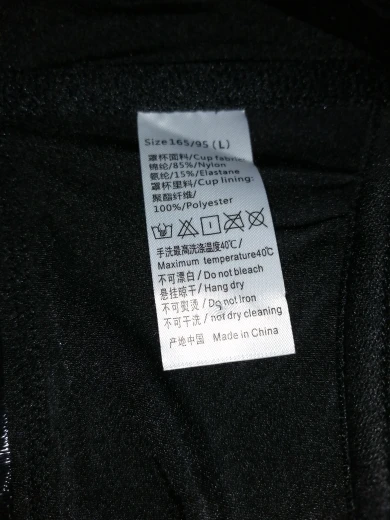 Size165/95(L)
罩杯面料/Cup fabric
锦纶/85%/Nylon
氨纶/15%/Elastane
罩杯里料/Cup lining:
聚酯纤维/
100%/Polyester
手洗最高洗涤温度40℃/
Maximum temperature40℃
不可漂白/Do not bleach
悬挂晾干/Hang dry
不可熨烫/Do not Iron
不可干洗/not dry cleaning
产地中国 Made in China